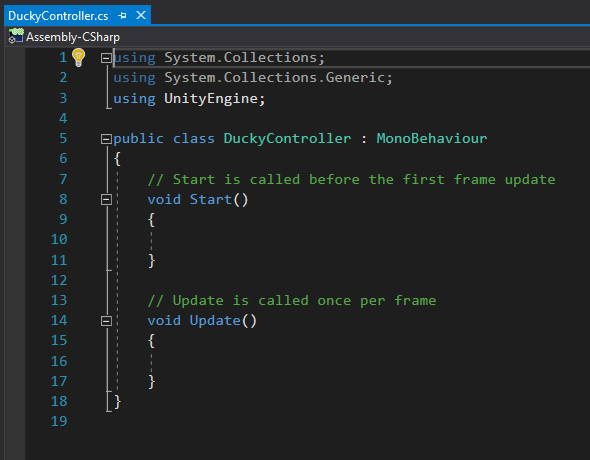 DuckyController.cs
Assembly-CSharp
1 using System.Collections;
2 using System.Collections.Generic;
3 using UnityEngine;
4
5 public class DuckyController : MonoBehaviour
6 {
7     // Start is called before the first frame update
8     void Start()
9     {
10
11     }
12
13     // Update is called once per frame
14     void Update()
15     {
16
17     }
18 }
19